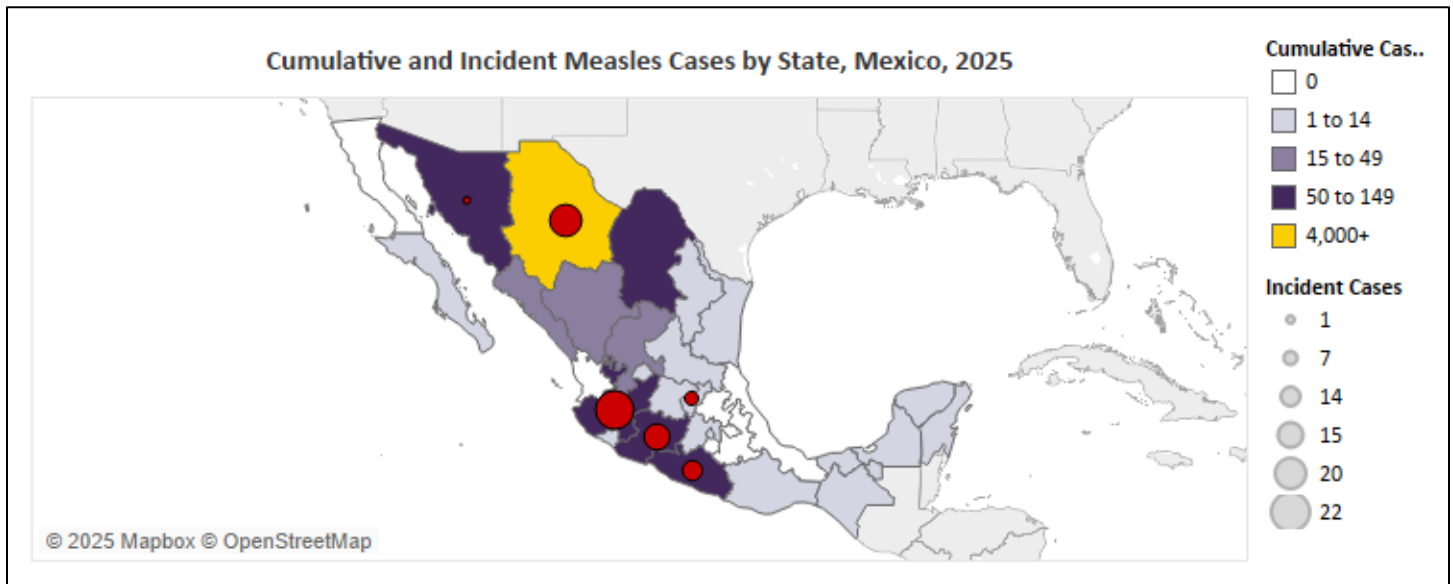 Cumulative and Incident Measles Cases by State, Mexico, 2025
Cumulative Cas..
0
1 to 14
15 to 49
50 to 149
4,000+
Incident Cases
1
7
14
15
20
22
© 2025 Mapbox © OpenStreetMap